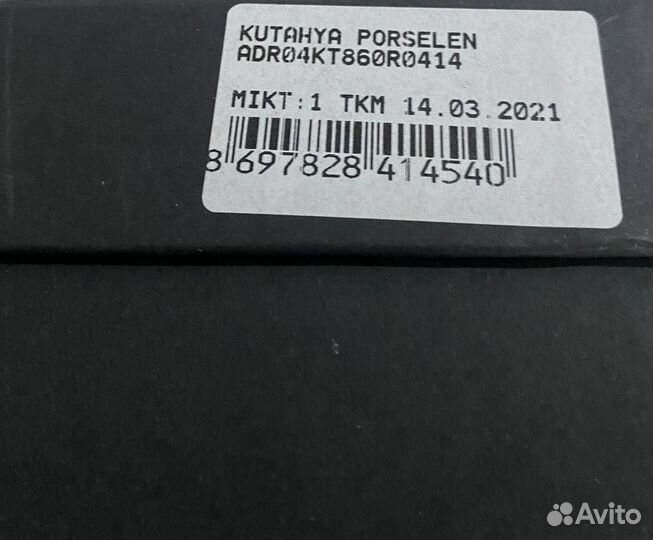 KUTAHYA PORSELEN
ADR04KT860R0414
MIKT:1 TKM 14.03.2021
8 697828 414540
Avito